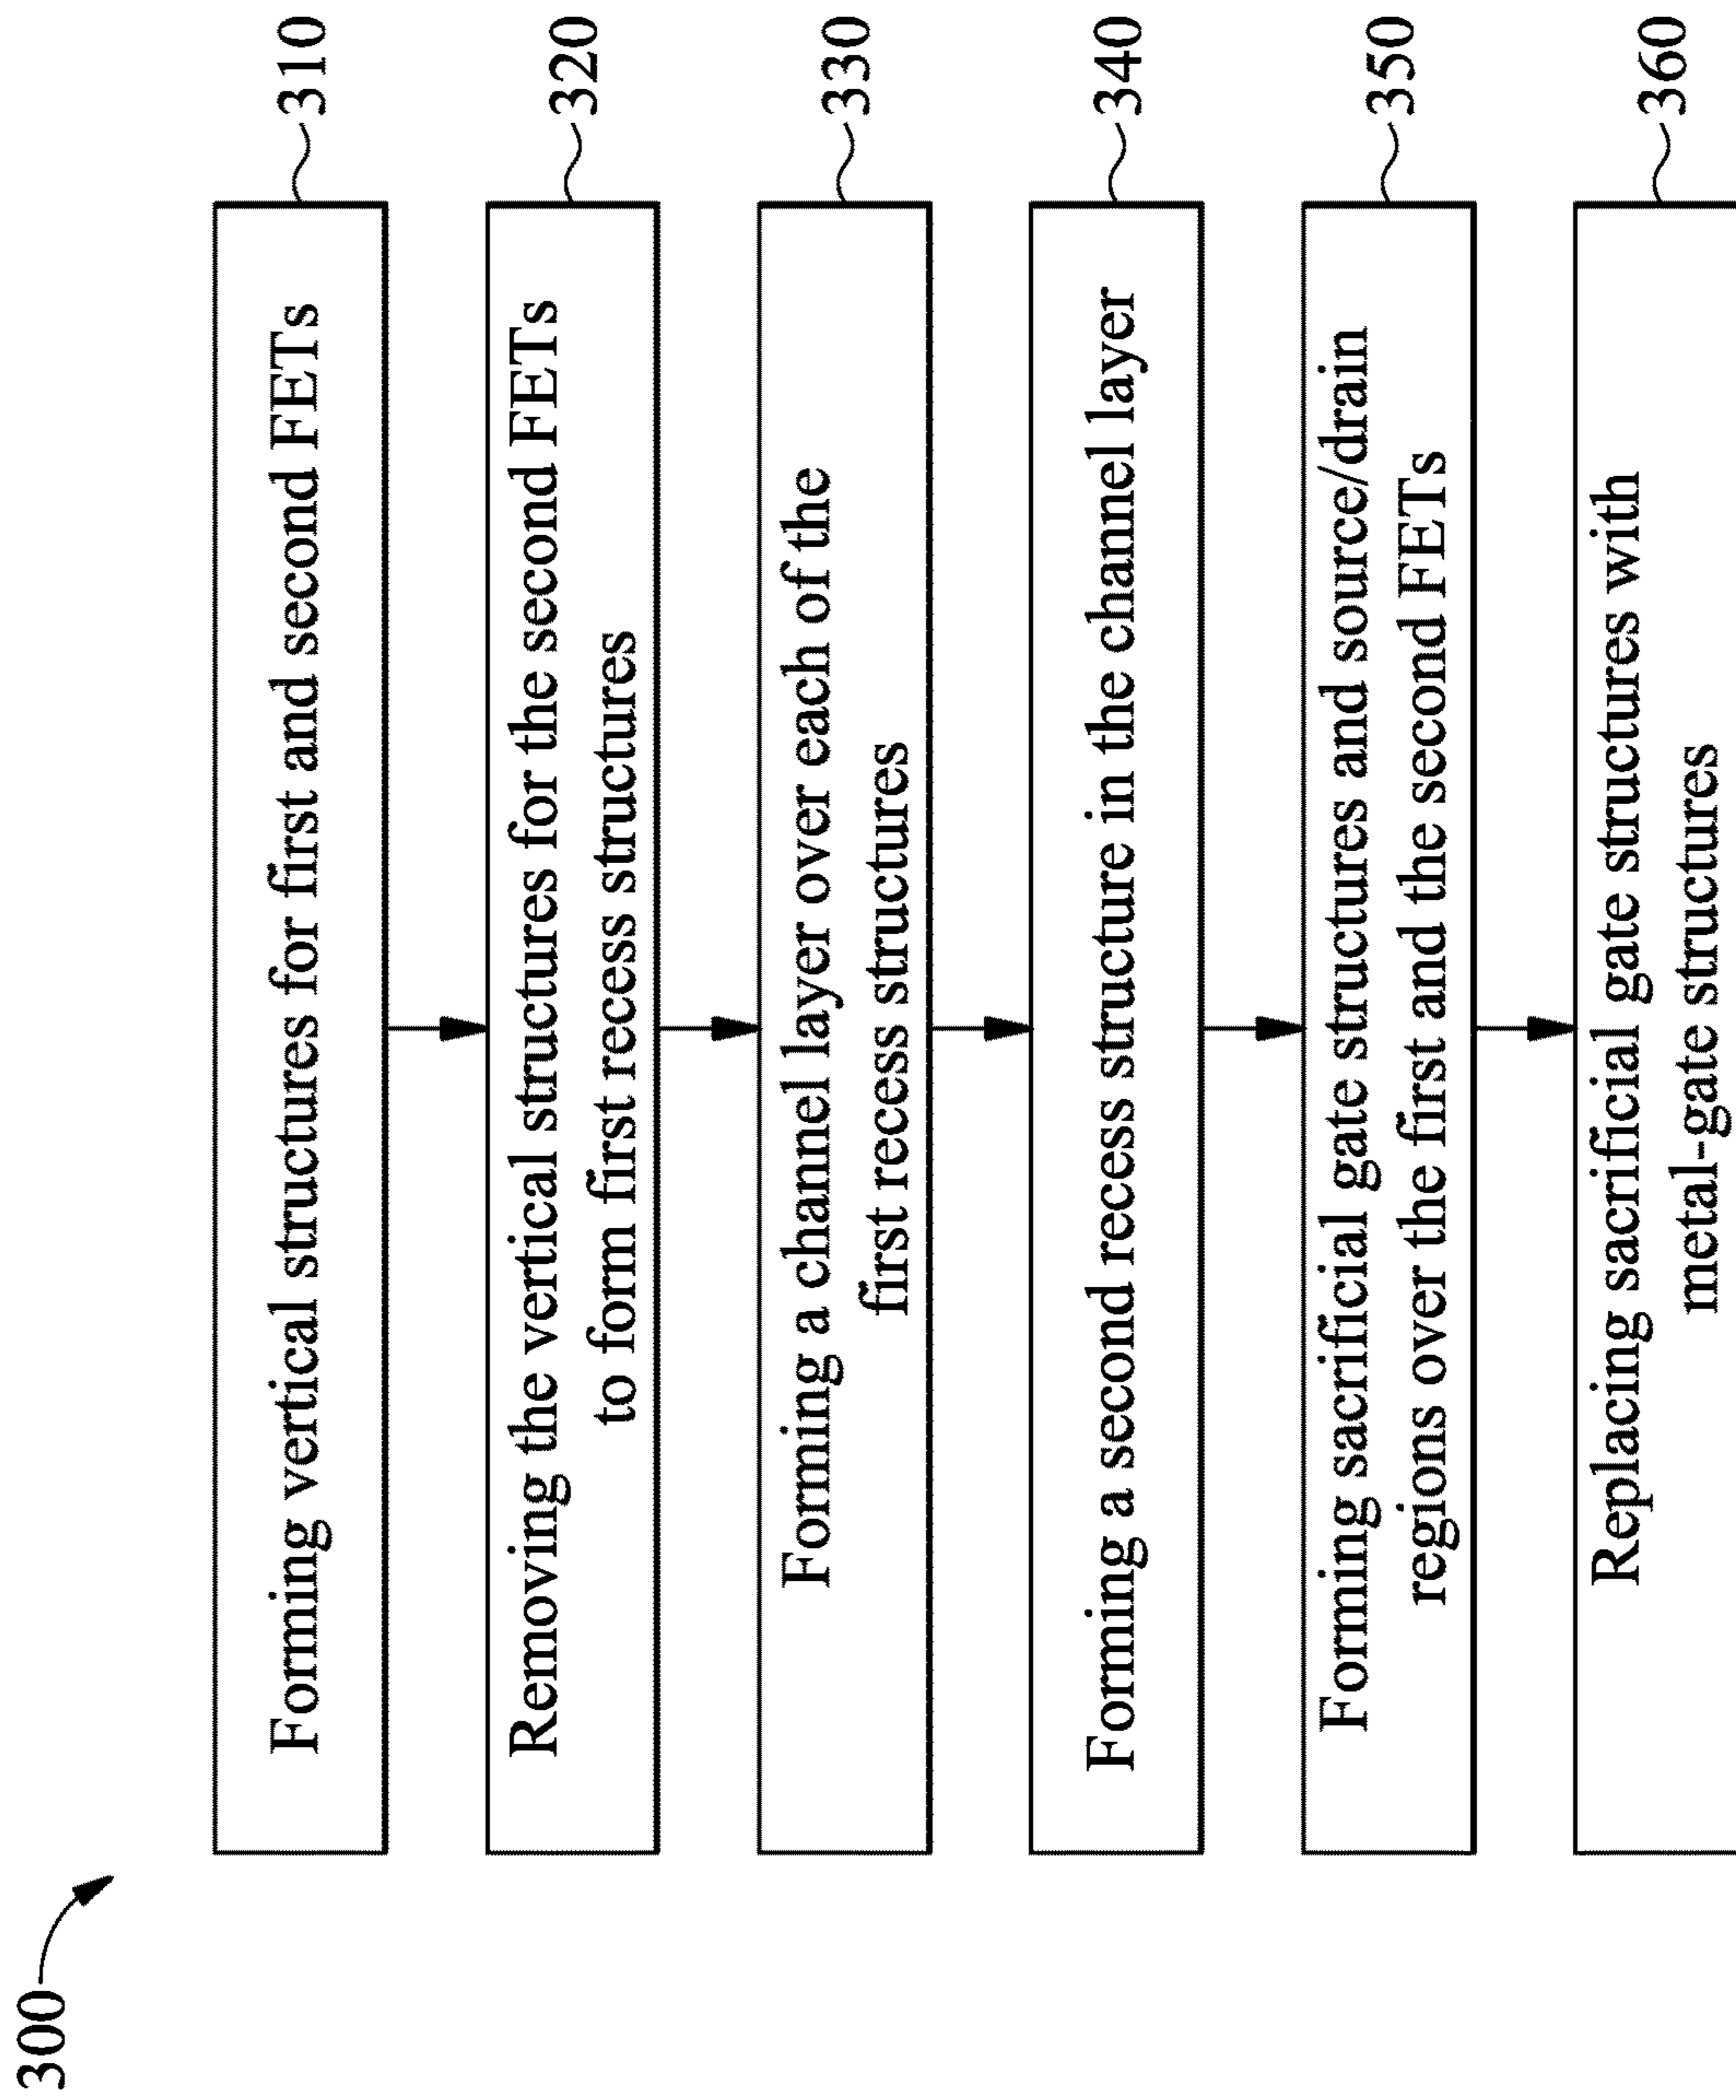 300
Forming vertical structures for first and second FETs
310
Removing the vertical structures for the second FETs
to form first recess structures
320
Forming a channel layer over each of the
first recess structures
330
Forming a second recess structure in the channel layer
340
Forming sacrificial gate structures and source/drain
regions over the first and the second FETs
350
Replacing sacrificial gate structures with
metal-gate structures
360